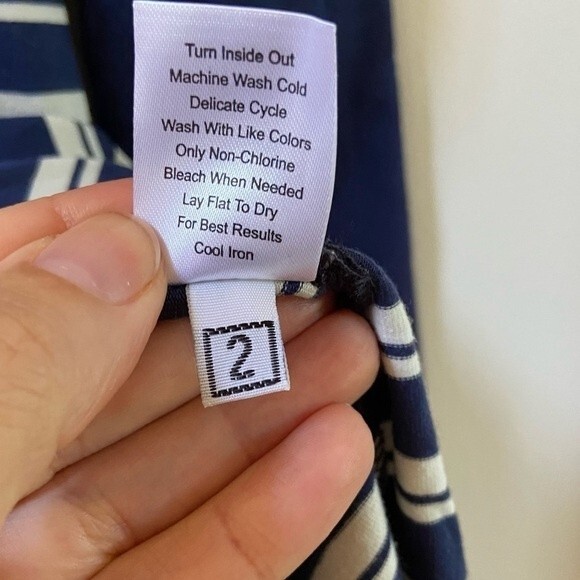 Turn Inside Out
Machine Wash Cold
Delicate Cycle
Wash With Like Colors
Only Non-Chlorine
Bleach When Needed
Lay Flat To Dry
For Best Results
Cool Iron
2